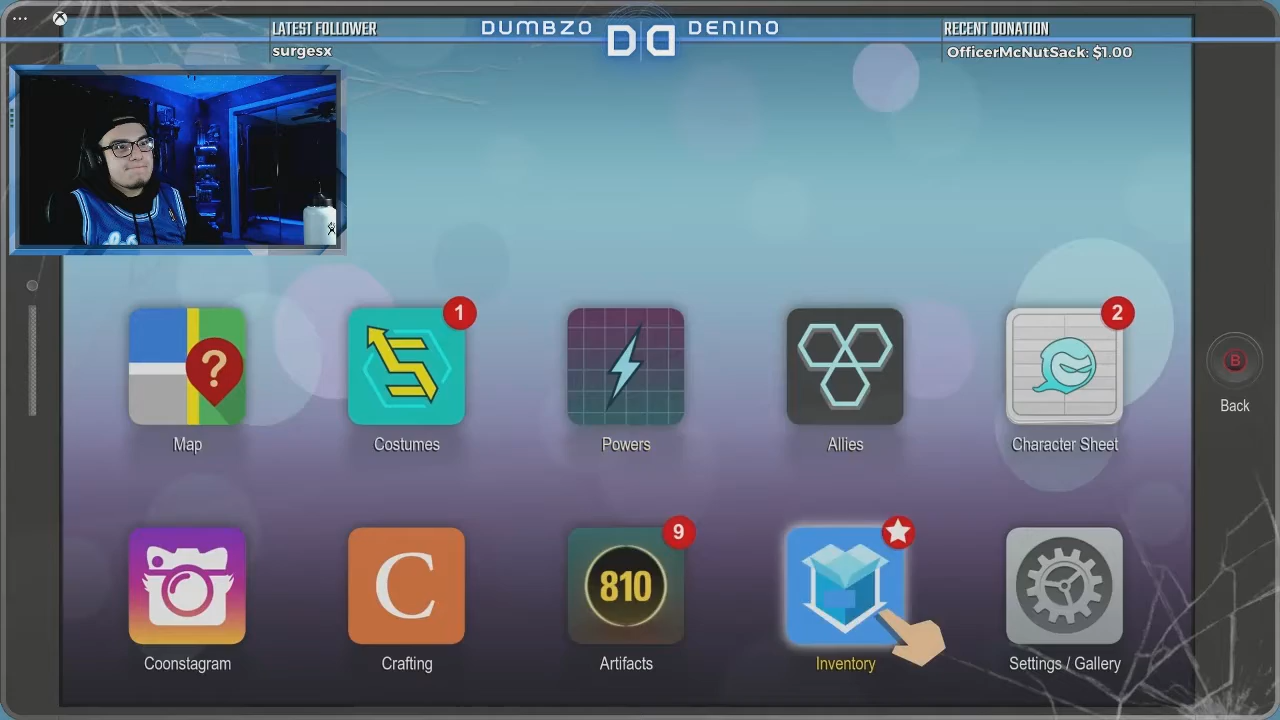 LATEST FOLLOWER
surgesx
DUMBZO
DD
DENINO
RECENT DONATION
OfficerMcNutSack: $1.00
?
1
2
B
Map
Costumes
Powers
Allies
Character Sheet
Back
9
C
810
Coonstagram
Crafting
Artifacts
Inventory
Settings / Gallery